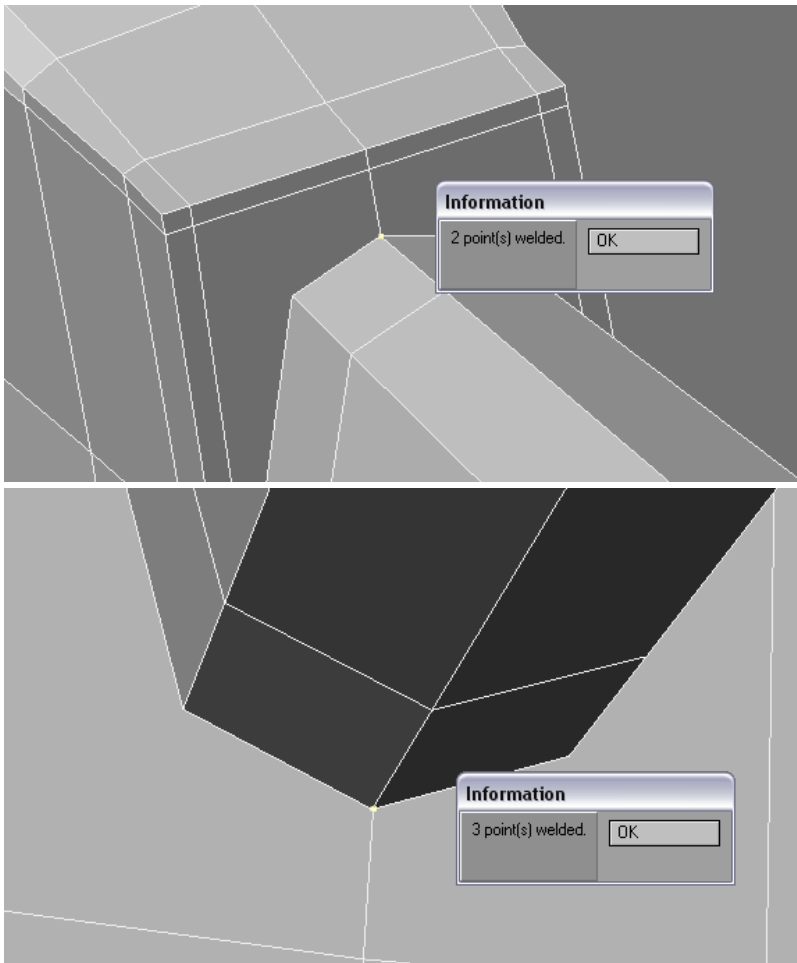 Information
2 point(s) welded.
OK
Information
3 point(s) welded.
OK